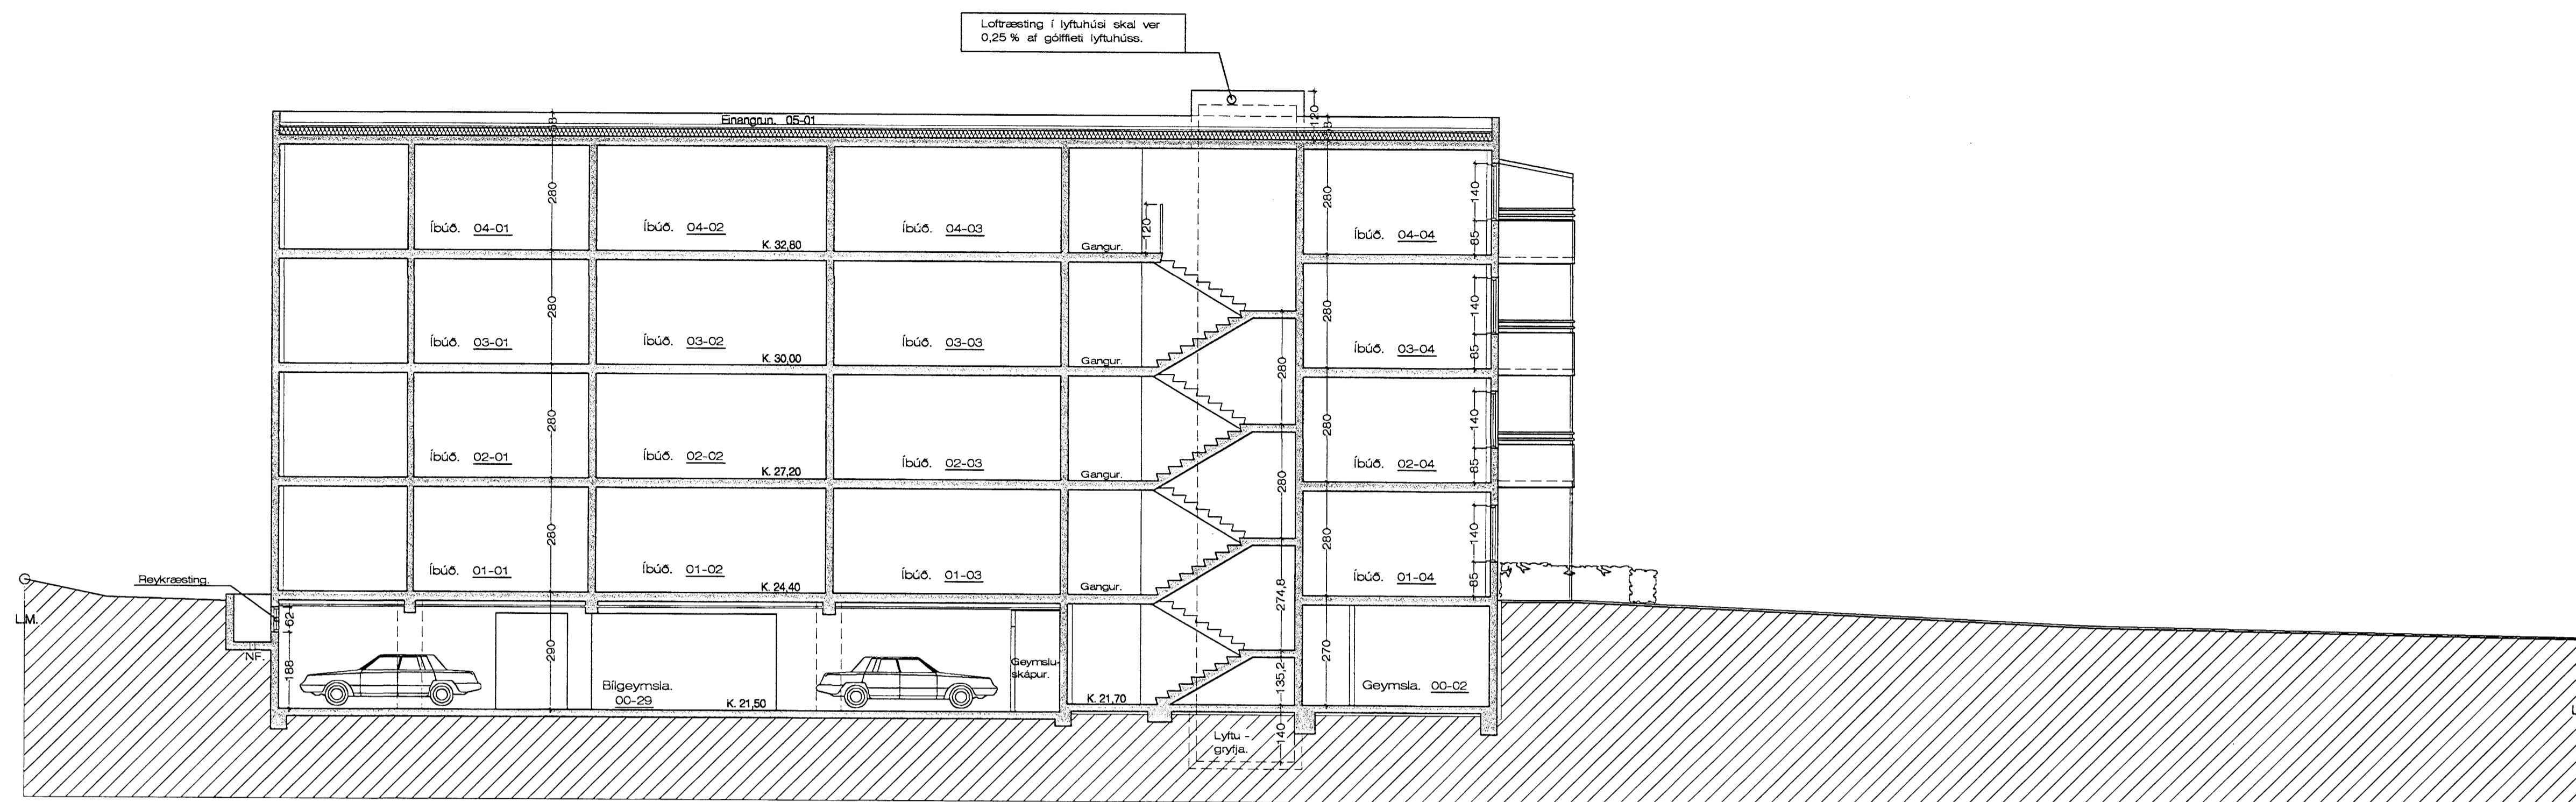 Loftræsting í lyftuhúsi skal ver
0,25 % af gólffleti lyftuhúss.
120
Einangrun. 05-01
68
68
280
280
140
120
Íbúð. 04-01
Íbúð. 04-02
Íbúð. 04-03
Íbúð. 04-04
K. 32,80
Gangur.
85
280
280
140
Íbúð. 03-01
Íbúð. 03-02
Íbúð. 03-03
Íbúð. 03-04
K. 30,00
Gangur.
85
280
280
280
140
Íbúð. 02-01
Íbúð. 02-02
Íbúð. 02-03
Íbúð. 02-04
K. 27,20
Gangur.
85
280
280
280
140
Íbúð. 01-01
Íbúð. 01-02
Íbúð. 01-03
Íbúð. 01-04
K. 24,40
Gangur.
85
274,8
Reykræsting.
L.M.
62
NF.
188
290
270
Bílgeymsla.
00-29
K. 21,50
Geymslu-
skápur.
K. 21,70
135,2
Geymsla. 00-02
Lyftu -
gryfja.
140
L